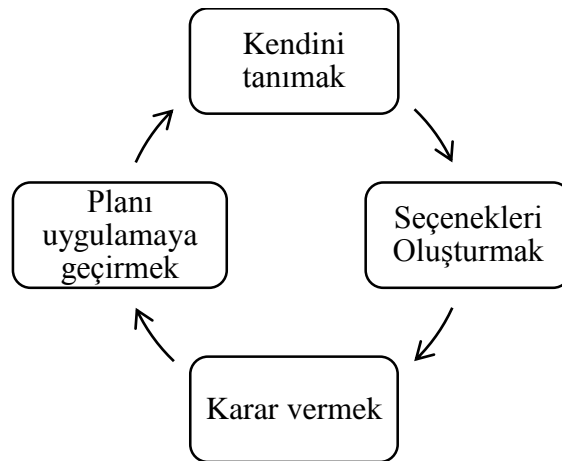 Kendini
tanımak
Seçenekleri
Oluşturmak
Karar vermek
Planı
uygulamaya
geçirmek